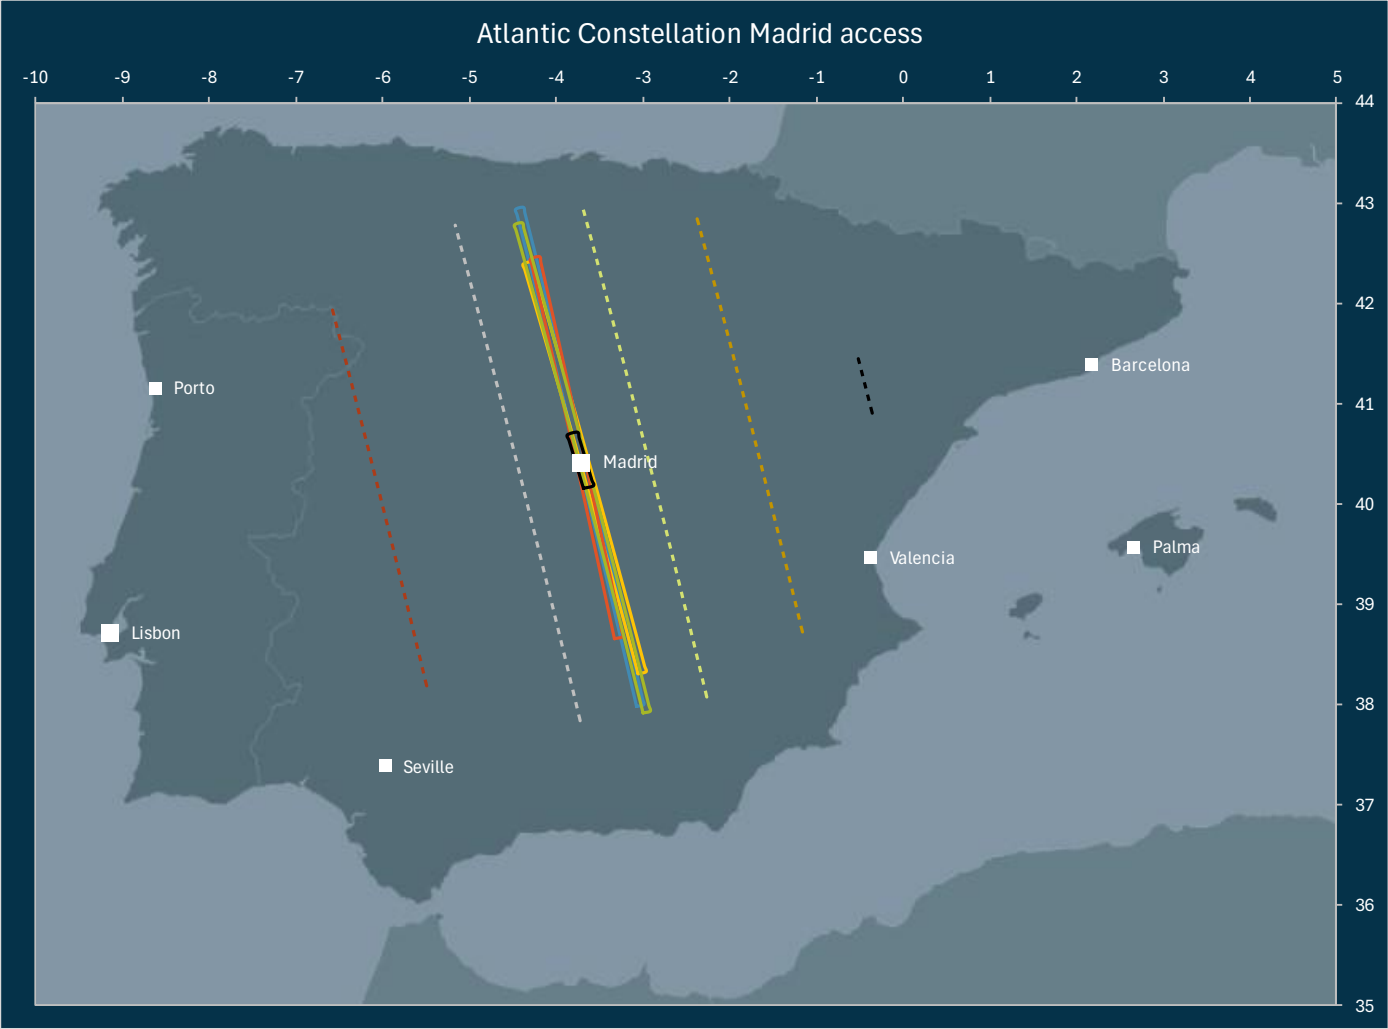 Atlantic Constellation Madrid access
-10 -9 -8 -7 -6 -5 -4 -3 -2 -1 0 1 2 3 4 5
44
43
42
Barcelona
Porto
41
Madrid
40
Palma
Valencia
39
Lisbon
38
Seville
37
36
35